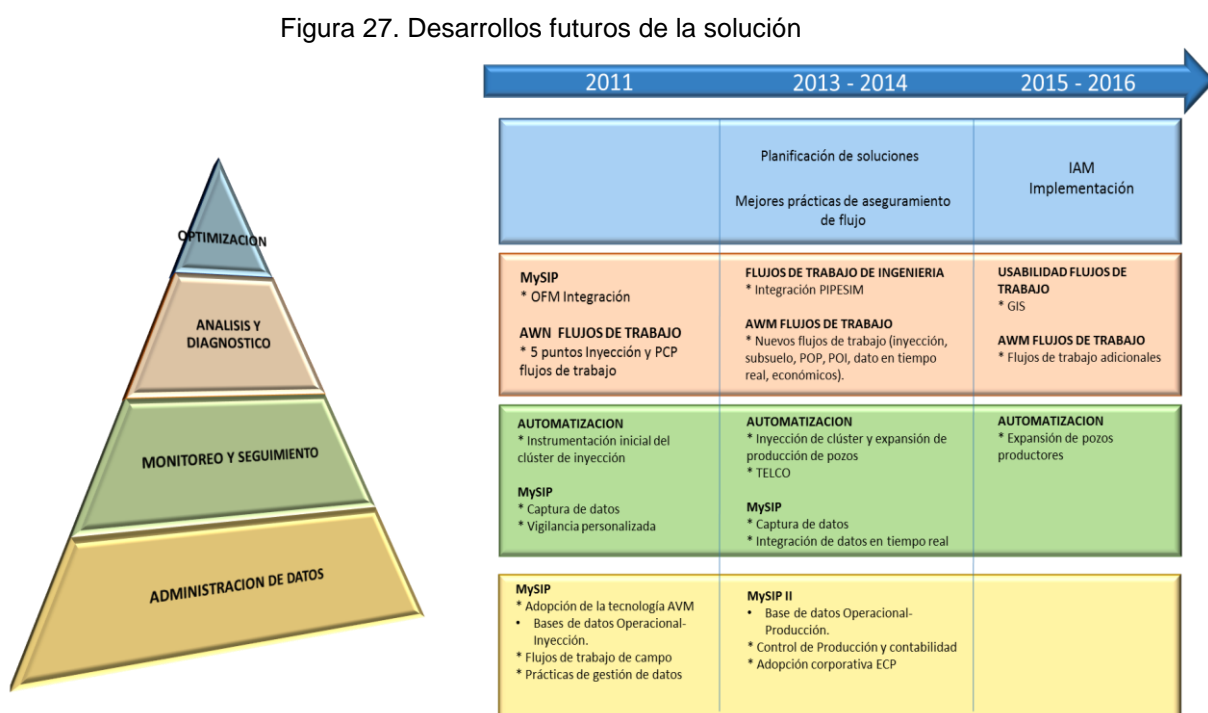 Figura 27. Desarrollos futuros de la solución
2011
2013 - 2014
2015 - 2016
OPTIMIZACION
Planificación de soluciones
Mejores prácticas de aseguramiento
de flujo
IAM
Implementación
ANALISIS Y
DIAGNOSTICO
MySIP
* OFM Integración
AWN FLUJOS DE TRABAJO
* 5 puntos Inyección y PCP
flujos de trabajo
FLUJOS DE TRABAJO DE INGENIERIA
* Integración PIPESIM
AWM FLUJOS DE TRABAJO
* Nuevos flujos de trabajo (inyección,
subsuelo, POP, POI, dato en tiempo
real, económicos).
USABILIDAD FLUJOS DE
TRABAJO
* GIS
AWM FLUJOS DE TRABAJO
* Flujos de trabajo adicionales
MONITOREO Y SEGUIMIENTO
AUTOMATIZACION
* Instrumentación inicial del
clúster de inyección
MySIP
* Captura de datos
* Vigilancia personalizada
AUTOMATIZACION
* Inyección de clúster y expansión de
producción de pozos
* TELCO
MySIP
* Captura de datos
* Integración de datos en tiempo real
AUTOMATIZACION
* Expansión de pozos
productores
ADMINISTRACION DE DATOS
MySIP
* Adopción de la tecnología AVM
• Bases de datos Operacional-
Inyección.
* Flujos de trabajo de campo
* Prácticas de gestión de datos
MySIP II
• Base de datos Operacional-
Producción.
* Control de Producción y contabilidad
* Adopción corporativa ECP